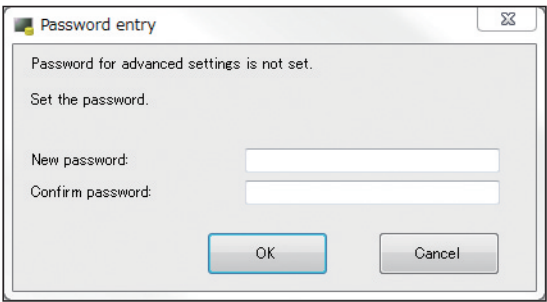 Password entry
Password for advanced settings is not set.
Set the password.
New password:
Confirm password:
OK Cancel